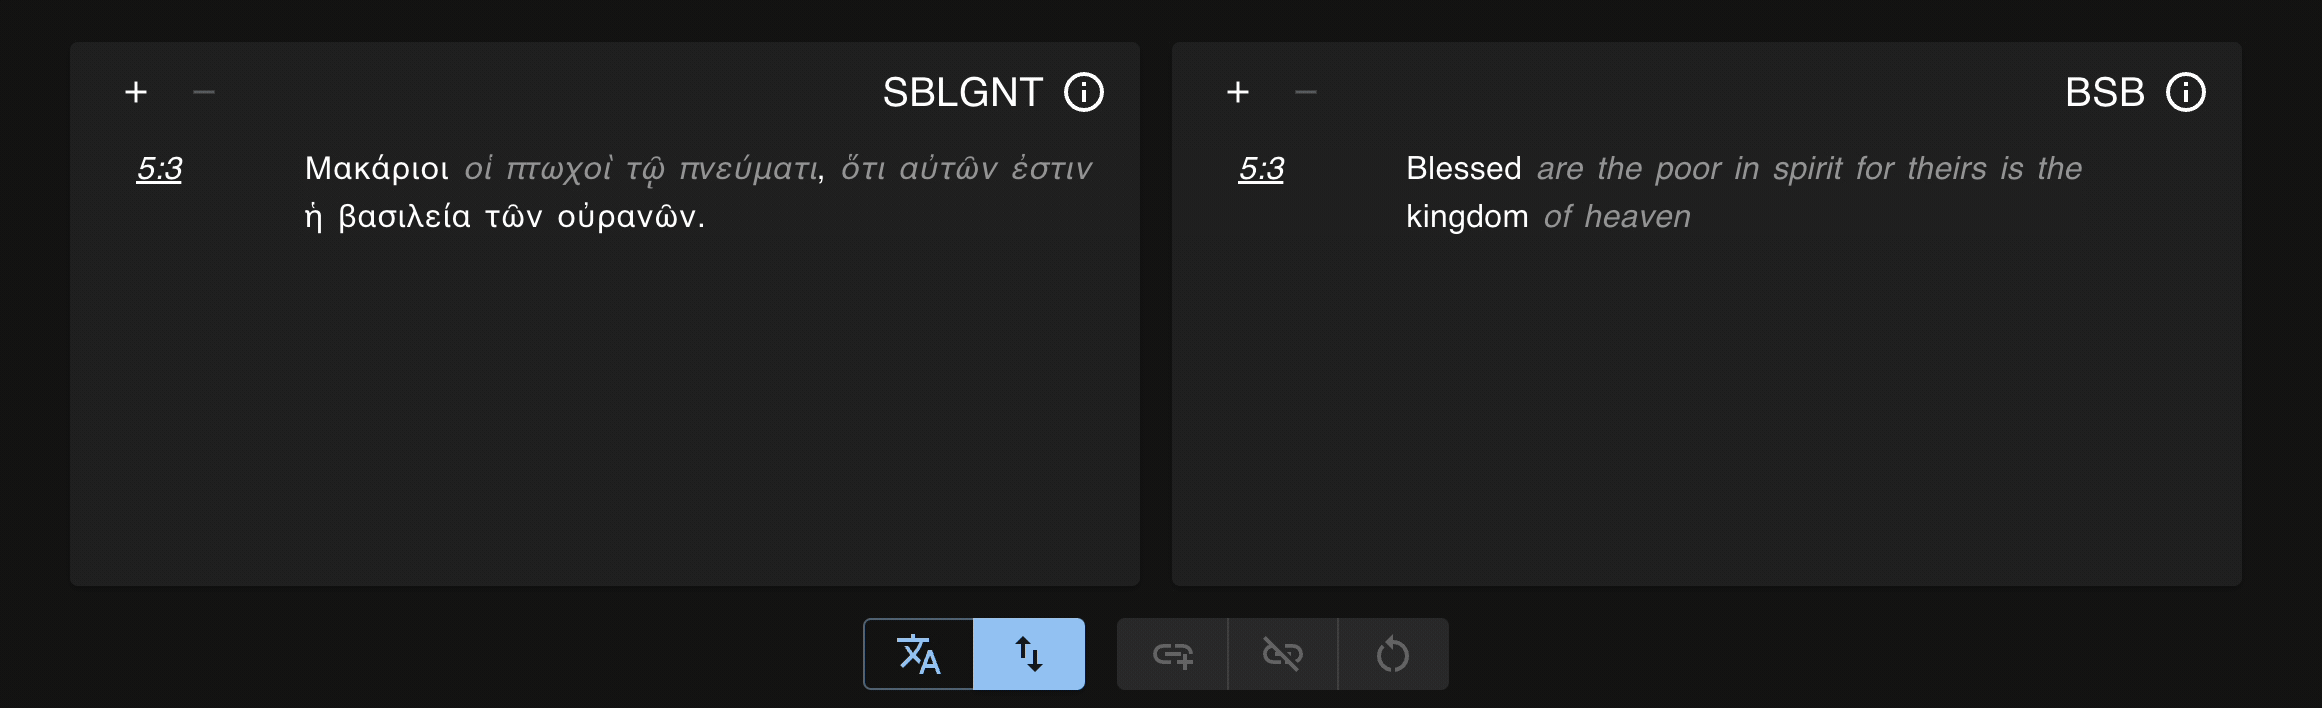 + − SBLGNT
5:3 Μακάριοι οἱ πτωχοὶ τῷ πνεύματι, ὅτι αὐτῶν ἐστιν
ἡ βασιλεία τῶν οὐρανῶν.
+ − BSB
5:3 Blessed are the poor in spirit for theirs is the
kingdom of heaven